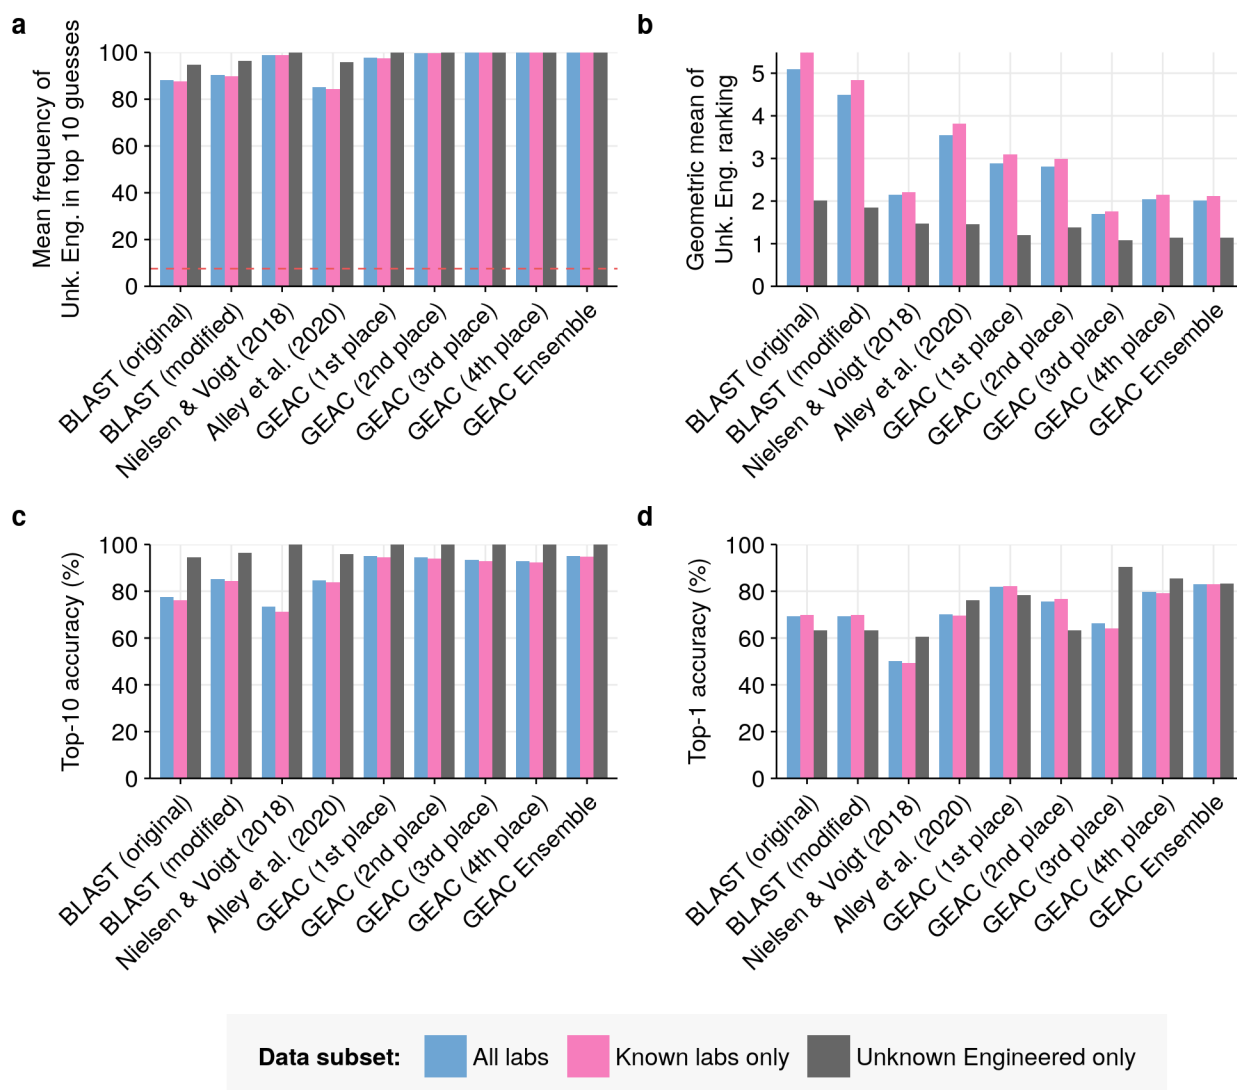 a
Mean frequency of
Unk. Eng. in top 10 guesses
100
80
60
40
20
0
BLAST (original)
BLAST (modified)
Nielsen & Voigt (2018)
Alley et al. (2020)
GEAC (1st place)
GEAC (2nd place)
GEAC (3rd place)
GEAC (4th place)
GEAC Ensemble
b
Geometric mean of
Unk. Eng. ranking
5
4
3
2
1
0
BLAST (original)
BLAST (modified)
Nielsen & Voigt (2018)
Alley et al. (2020)
GEAC (1st place)
GEAC (2nd place)
GEAC (3rd place)
GEAC (4th place)
GEAC Ensemble
c
Top-10 accuracy (%)
100
80
60
40
20
0
BLAST (original)
BLAST (modified)
Nielsen & Voigt (2018)
Alley et al. (2020)
GEAC (1st place)
GEAC (2nd place)
GEAC (3rd place)
GEAC (4th place)
GEAC Ensemble
d
Top-1 accuracy (%)
100
80
60
40
20
0
BLAST (original)
BLAST (modified)
Nielsen & Voigt (2018)
Alley et al. (2020)
GEAC (1st place)
GEAC (2nd place)
GEAC (3rd place)
GEAC (4th place)
GEAC Ensemble
Data subset: All labs Known labs only Unknown Engineered only